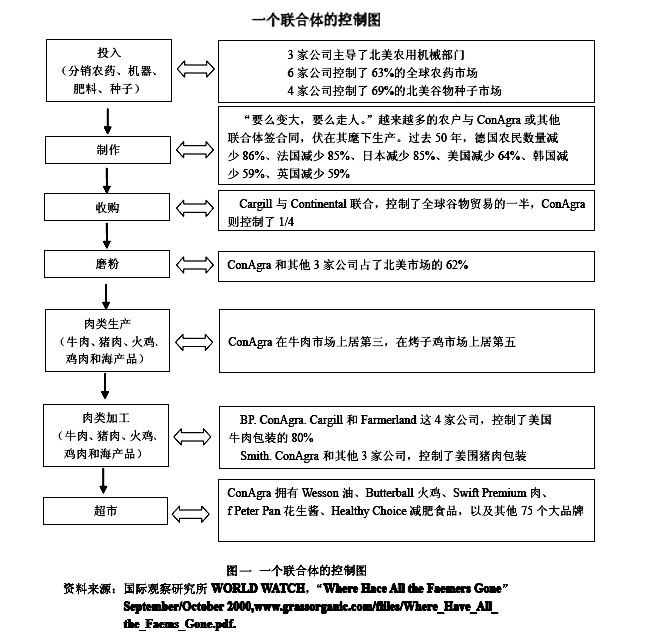 一个联合体的控制图
投入
（分销农药、机器、
肥料、种子）
3 家公司主导了北美农用机械部门
6 家公司控制了 63%的全球农药市场
4 家公司控制了 69%的北美谷物种子市场
制作
“要么变大，要么走人。”越来越多的农户与 ConAgra 或其他
联合体签合同，伏在其麾下生产。过去 50 年，德国农民数量减
少 86%、法国减少 85%、日本减少 85%、美国减少 64%、韩国减
少 59%、英国减少 59%
收购
Cargill 与 Continental 联合，控制了全球谷物贸易的一半，ConAgra
则控制了 1/4
磨粉
ConAgra 和其他 3 家公司占了北美市场的 62%
肉类生产
（牛肉、猪肉、火鸡、
鸡肉和海产品）
ConAgra 在牛肉市场上居第三，在烤子鸡市场上居第五
肉类加工
（牛肉、猪肉、火鸡、
鸡肉和海产品）
BP. ConAgra. Cargill 和 Farmerland 这 4 家公司，控制了美国
牛肉包装的 80%
Smith. ConAgra 和其他 3 家公司，控制了美围猪肉包装
超市
ConAgra 拥有 Wesson 油、Butterball 火鸡、Swift Premium 肉、
f Peter Pan 花生酱、Healthy Choice 减肥食品，以及其他 75 个大品牌
图一 一个联合体的控制图
资料来源：国际观察研究所 WORLD WATCH，“Where Hace All the Faemers Gone”
September/October 2000,www.grassorganic.com/fliles/Where_Have_All_
the_Faems_Gone.pdf.